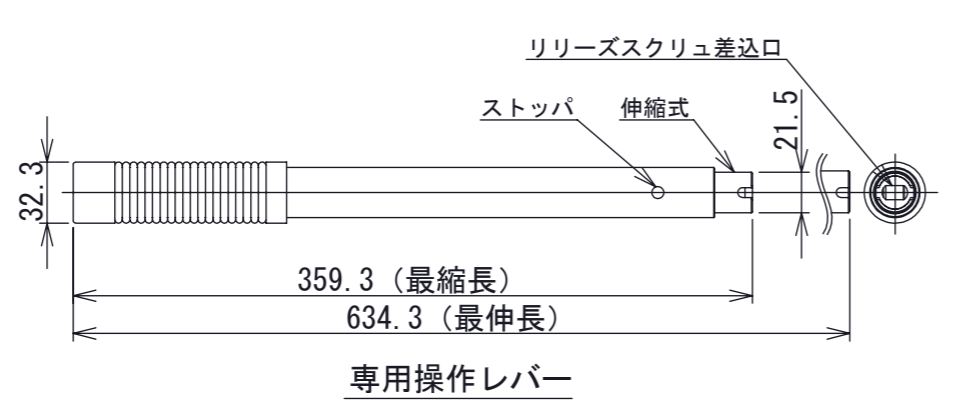 リリーズスクリュ差込口
ストッパ
伸縮式
21.5
32.3
359.3（最縮長）
634.3（最伸長）
専用操作レバー